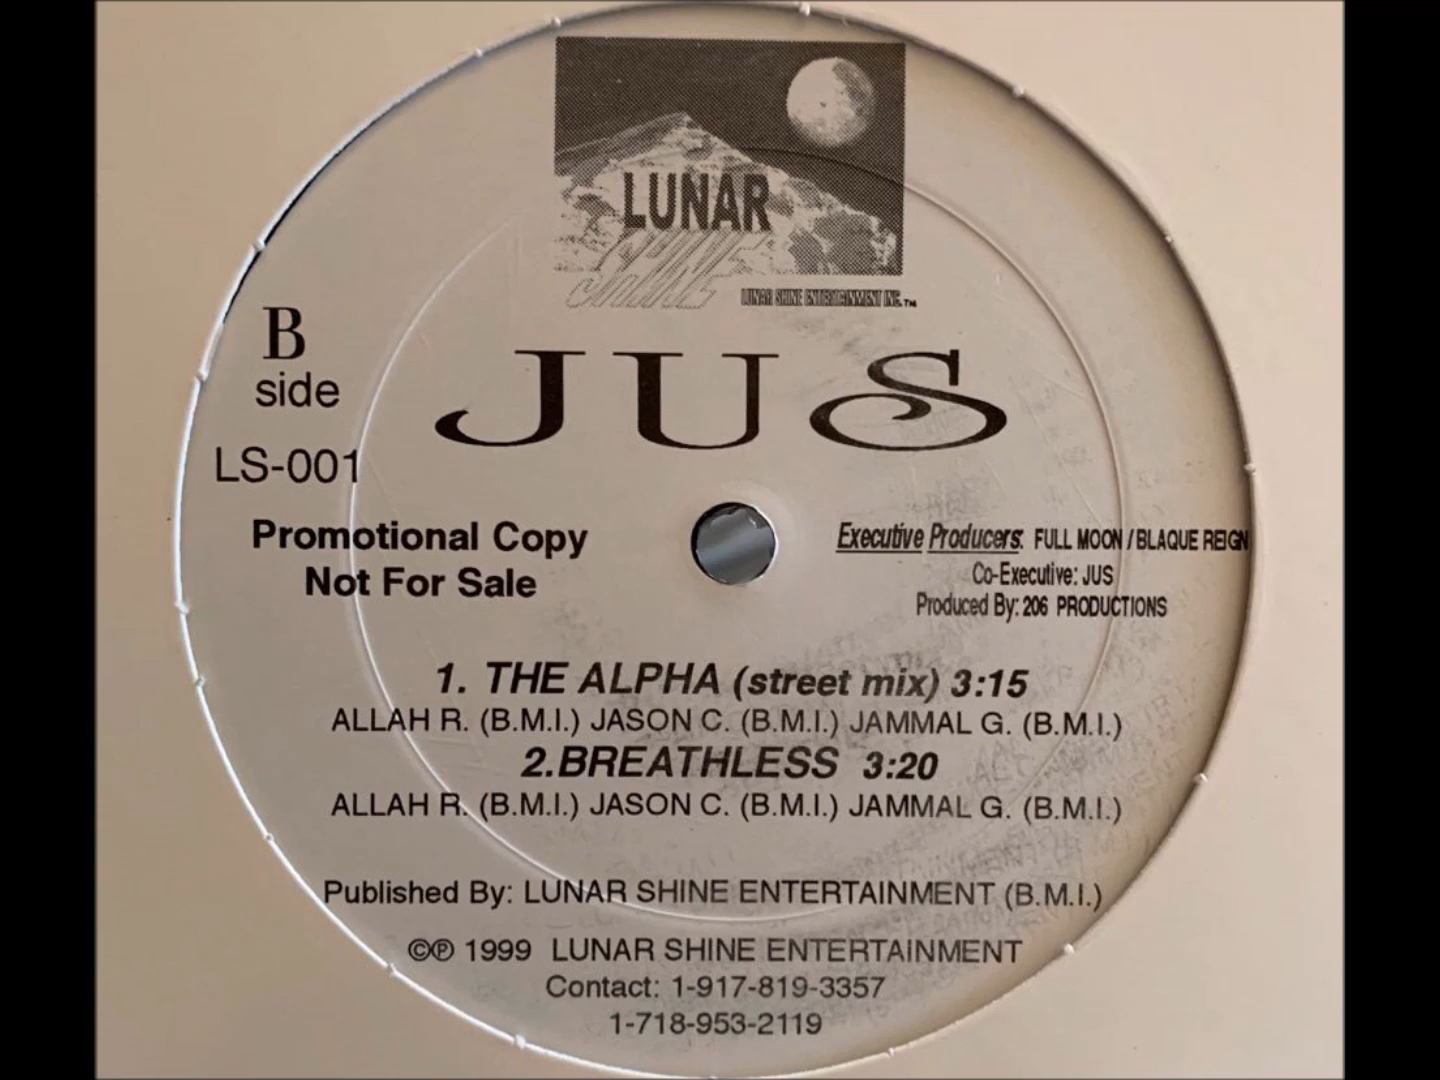 LUNAR
SHINE
LUNAR SHINE ENTERTAINMENT INC.™
B
side
JUS
LS-001
Promotional Copy
Not For Sale
Executive Producers: FULL MOON / BLAQUE REIGN
Co-Executive: JUS
Produced By: 206 PRODUCTIONS
1. THE ALPHA (street mix) 3:15
ALLAH R. (B.M.I.) JASON C. (B.M.I.) JAMMAL G. (B.M.I.)
2.BREATHLESS 3:20
ALLAH R. (B.M.I.) JASON C. (B.M.I.) JAMMAL G. (B.M.I.)
Published By: LUNAR SHINE ENTERTAINMENT (B.M.I.)
©℗ 1999 LUNAR SHINE ENTERTAINMENT
Contact: 1-917-819-3357
1-718-953-2119